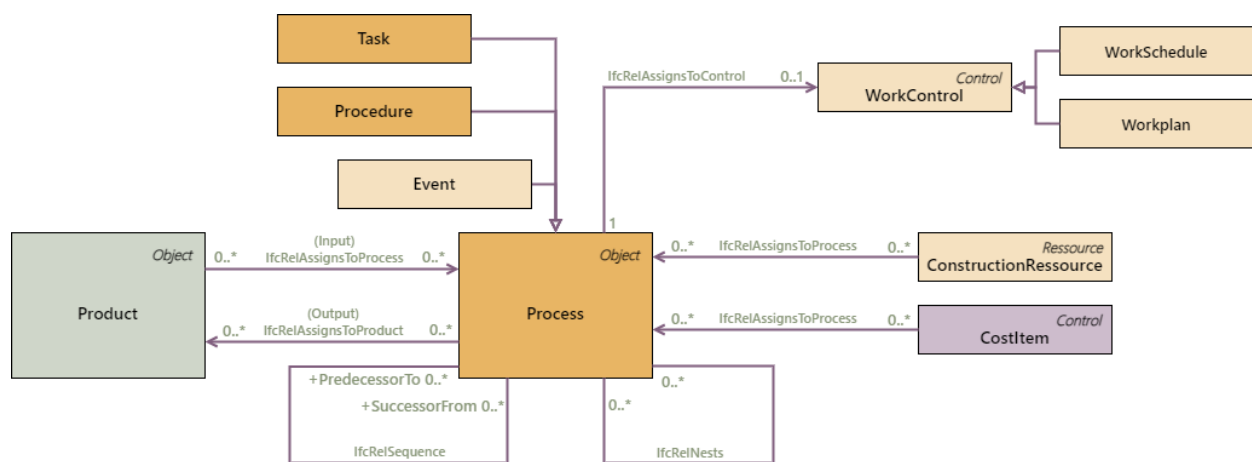 Task
Procedure
Event
IfcRelAssignsToControl 0..1
Control
WorkControl
WorkSchedule
Workplan
1
Object
Product
(Input)
0..* IfcRelAssignsToProcess 0..*
(Output)
0..* IfcRelAssignsToProduct 0..*
Object
Process
0..* IfcRelAssignsToProcess 0..*
Ressource
ConstructionRessource
0..* IfcRelAssignsToProcess 0..*
Control
CostItem
+PredecessorTo 0..*
+SuccessorFrom 0..*
IfcRelSequence
0..*
0..*
IfcRelNests